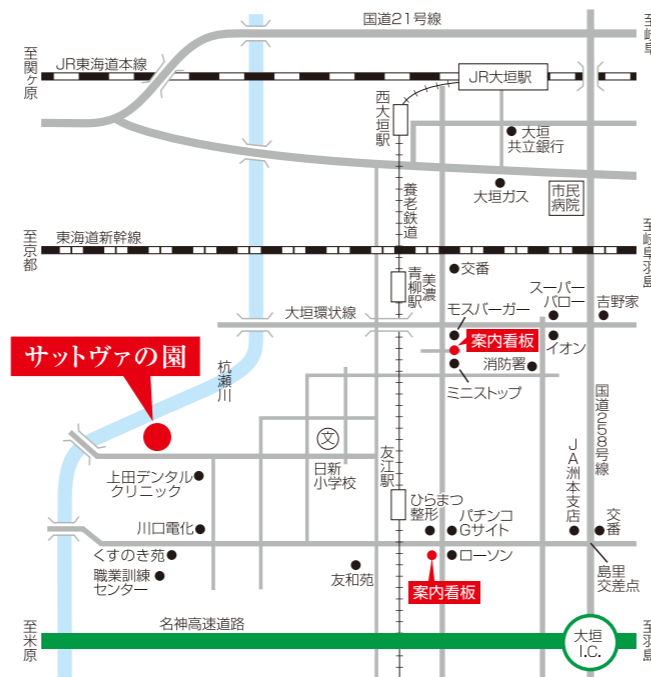 国道21号線
至岐阜
至関ヶ原
JR東海道本線
JR大垣駅
西大垣駅
大垣
共立銀行
養老鉄道
大垣ガス
市民
病院
至京都
東海道新幹線
至岐阜羽島
美濃
青柳駅
交番
スーパー
バロー
吉野家
大垣環状線
モスバーガー
案内看板
イオン
消防署
ミニストップ
サットヴァの園
杭瀬川
国道258号線
文
日新
小学校
友江駅
上田デンタル
クリニック
ひらまつ
整形
パチンコ
Gサイト
JA洲本支店
交番
川口電化
くすのき苑
職業訓練
センター
友和苑
ローソン
案内看板
島里
交差点
至米原
名神高速道路
大垣
I.C.
至羽島